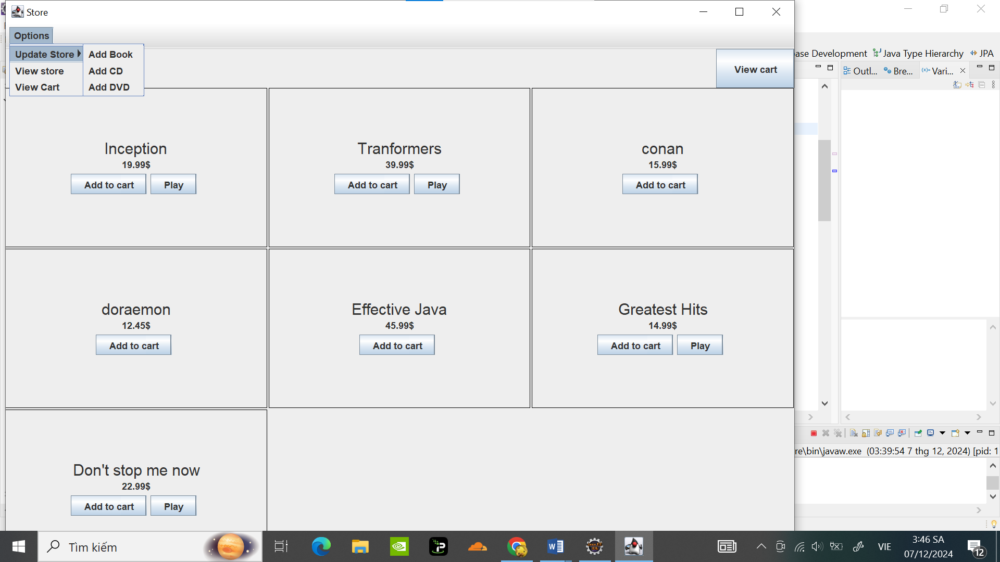 Store
Options
Update Store
View store
View Cart
Add Book
Add CD
Add DVD
View cart
Inception
19.99$
Add to cart
Play
Tranformers
39.99$
Add to cart
Play
conan
15.99$
Add to cart
doraemon
12.45$
Add to cart
Effective Java
45.99$
Add to cart
Greatest Hits
14.99$
Add to cart
Play
Don't stop me now
22.99$
Add to cart
Play
ase Development Java Type Hierarchy JPA
Outl... Bre... (x)= Vari...
re\bin\javaw.exe (03:39:54 7 thg 12, 2024) [pid: 1
Tìm kiếm
Java EE
IDE
VIE
3:46 SA
07/12/2024
12